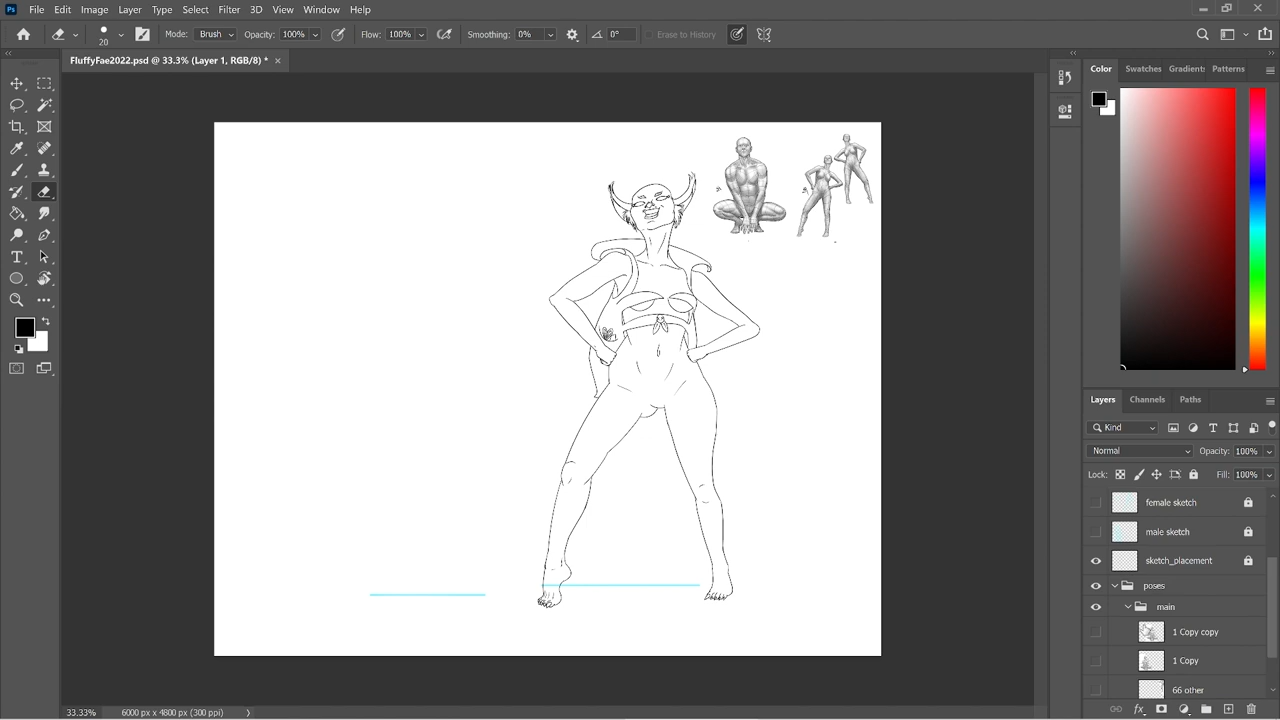 Ps File Edit Image Layer Type Select Filter 3D View Window Help
20 Mode: Brush Opacity: 100% Flow: 100% Smoothing: 0% 0° Erase to History
FluffyFae2022.psd @ 33.3% (Layer 1, RGB/8) * ×
Color Swatches Gradients Patterns
Layers Channels Paths
Kind
Normal Opacity: 100%
Lock: Fill: 100%
female sketch
male sketch
sketch_placement
poses
main
1 Copy copy
1 Copy
66 other
33.33% 6000 px x 4800 px (300 ppi)